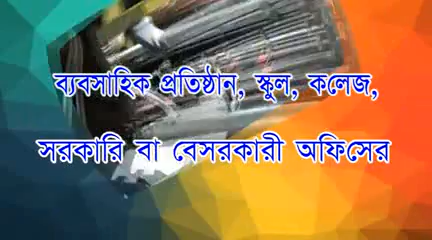 ব্যবসাহিক প্রতিষ্ঠান, স্কুল, কলেজ,
সরকারি বা বেসরকারী অফিসের